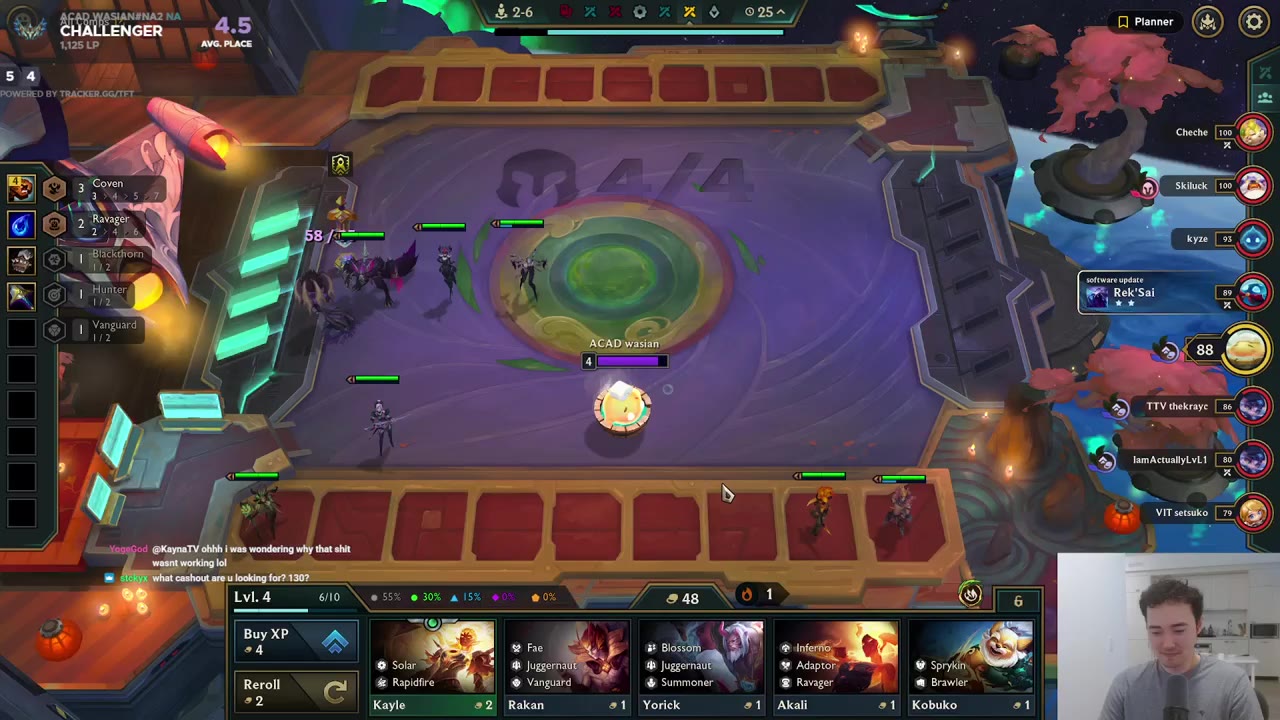 ACAD WASIAN#NA2 NA
CHALLENGER
1,125 LP
4.5
AVG. PLACE
5 4
POWERED BY TRACKER.GG/TFT
2-6
25
Planner
4/4
4
3
Coven
3 > 4 > 5 > 7
2
Ravager
2 > 4 > 6
1
Blackthorn
1 / 2
1
Hunter
1 / 2
1
Vanguard
1 / 2
58 /
ACAD wasian
4
Cheche 100
Skiluck 100
kyze 93
software update
Rek'Sai
89
88
TTV thekrayc 86
IamActuallyLvL1 80
VIT setsuko 79
YogeGod @KaynaTV ohhh i was wondering why that shit
wasnt working lol
stckyx what cashout are u looking for? 130?
Lvl. 4
6/10
55% 30% 15% 0% 0%
48
1
6
Buy XP
4
Reroll
2
Solar
Rapidfire
Kayle 2
Fae
Juggernaut
Vanguard
Rakan 1
Blossom
Juggernaut
Summoner
Yorick 1
Inferno
Adaptor
Ravager
Akali 1
Sprykin
Brawler
Kobuko 1